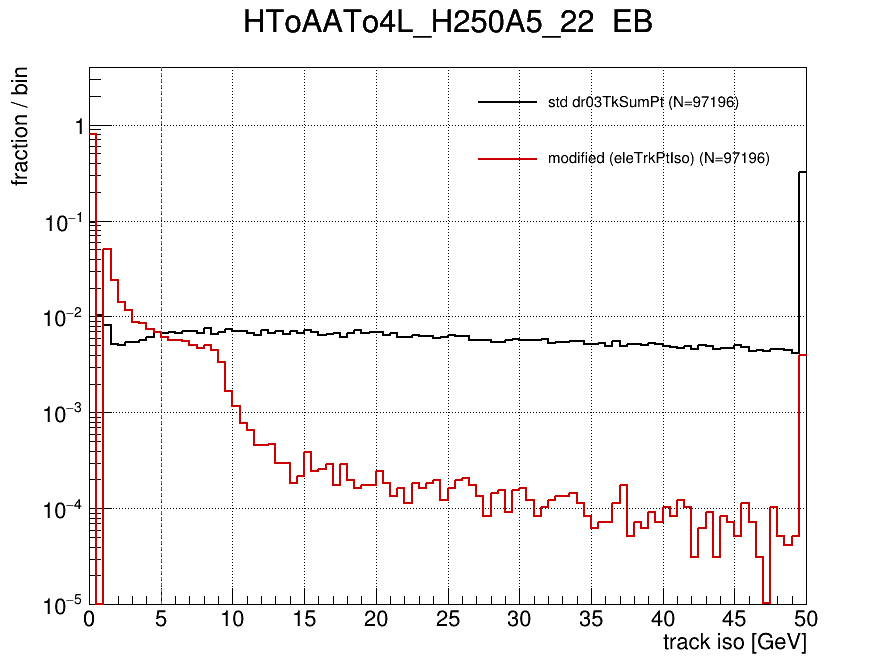 HToAATo4L_H250A5_22 EB
fraction / bin
std dr03TkSumPt (N=97196)
modified (eleTrkPtIso) (N=97196)
1
10−1
10−2
10−3
10−4
10−5
0 5 10 15 20 25 30 35 40 45 50
track iso [GeV]